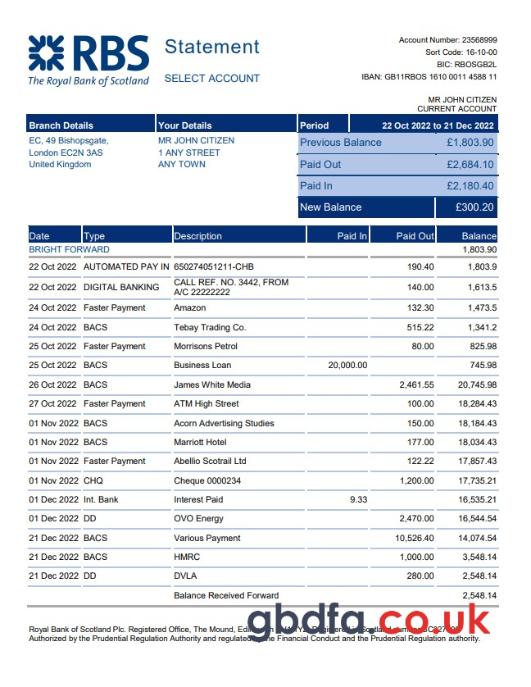 RBS
The Royal Bank of Scotland
Statement
SELECT ACCOUNT
Account Number: 23568999
Sort Code: 16-10-00
BIC: RBOSGB2L
IBAN: GB11RBOS 1610 0011 4588 11
MR JOHN CITIZEN
CURRENT ACCOUNT
Branch Details
EC, 49 Bishopsgate,
London EC2N 3AS
United Kingdom
Your Details
MR JOHN CITIZEN
1 ANY STREET
ANY TOWN
Period 22 Oct 2022 to 21 Dec 2022
Previous Balance £1,803.90
Paid Out £2,684.10
Paid In £2,180.40
New Balance £300.20
Date Type Description Paid In Paid Out Balance
BRIGHT FORWARD 1,803.90
22 Oct 2022 AUTOMATED PAY IN 650274051211-CHB 190.40 1,803.9
22 Oct 2022 DIGITAL BANKING CALL REF. NO. 3442, FROM
A/C 22222222 140.00 1,613.5
24 Oct 2022 Faster Payment Amazon 132.30 1,473.5
24 Oct 2022 BACS Tebay Trading Co. 515.22 1,341.2
25 Oct 2022 Faster Payment Morrisons Petrol 80.00 825.98
25 Oct 2022 BACS Business Loan 20,000.00 745.98
26 Oct 2022 BACS James White Media 2,461.55 20,745.98
27 Oct 2022 Faster Payment ATM High Street 100.00 18,284.43
01 Nov 2022 BACS Acorn Advertising Studies 150.00 18,184.43
01 Nov 2022 BACS Marriott Hotel 177.00 18,034.43
01 Nov 2022 Faster Payment Abellio Scotrail Ltd 122.22 17,857.43
01 Nov 2022 CHQ Cheque 0000234 1,200.00 17,735.21
01 Dec 2022 Int. Bank Interest Paid 9.33 16,535.21
01 Dec 2022 DD OVO Energy 2,470.00 16,544.54
21 Dec 2022 BACS Various Payment 10,526.40 14,074.54
21 Dec 2022 BACS HMRC 1,000.00 3,548.14
21 Dec 2022 DD DVLA 280.00 2,548.14
Balance Received Forward 2,548.14
gbdfa.co.uk
Royal Bank of Scotland Plc. Registered Office, The Mound,
Authorized by the Prudential Regulation Authority and regulated by the Financial Conduct and the Prudential Regulation authority.